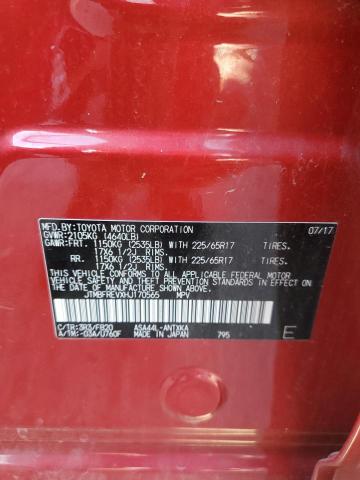 MFD.BY:TOYOTA MOTOR CORPORATION 07/17
GVWR:2105KG (4640LB)
GAWR:FRT. 1150KG (2535LB) WITH 225/65R17
17X6 1/2J RIMS
RR. 1150KG (2535LB) WITH 225/65R17
17X6 1/2J RIMS
THIS VEHICLE CONFORMS TO ALL APPLICABLE FEDERAL MOTOR
VEHICLE SAFETY AND THEFT PREVENTION STANDARDS IN
EFFECT ON THE DATE OF MANUFACTURE SHOWN ABOVE.
JTMBFREVXHJ170565 MPV
C/TR:3R3/FB20 ASA44L-ANTXKA
A/TM:-03A/U760F MADE IN JAPAN 795 E